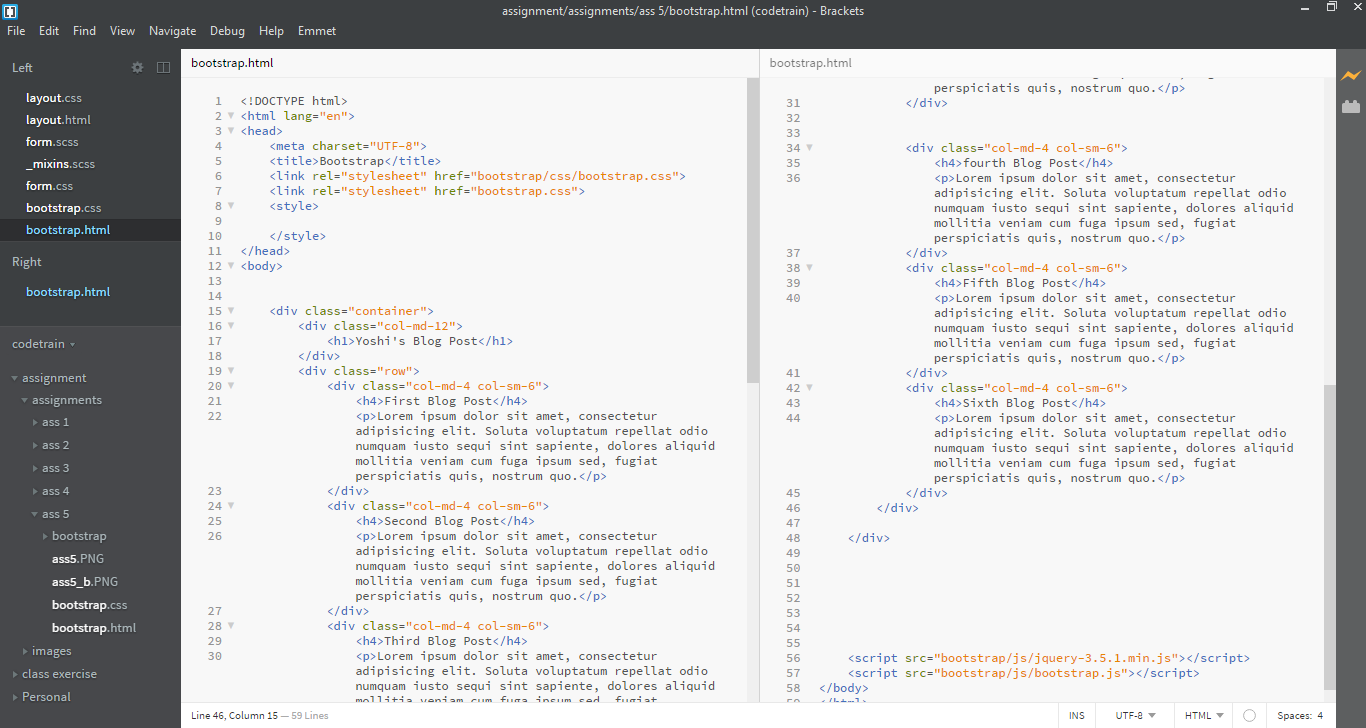 assignment/assignments/ass 5/bootstrap.html (codetrain) - Brackets
File Edit Find View Navigate Debug Help Emmet
Left
layout.css
layout.html
form.scss
_mixins.scss
form.css
bootstrap.css
bootstrap.html
Right
bootstrap.html
codetrain
assignment
assignments
ass 1
ass 2
ass 3
ass 4
ass 5
bootstrap
ass5.PNG
ass5_b.PNG
bootstrap.css
bootstrap.html
images
class exercise
Personal
bootstrap.html
1 <!DOCTYPE html>
2 <html lang="en">
3 <head>
4 <meta charset="UTF-8">
5 <title>Bootstrap</title>
6 <link rel="stylesheet" href="bootstrap/css/bootstrap.css">
7 <link rel="stylesheet" href="bootstrap.css">
8 <style>
9
10 </style>
11 </head>
12 <body>
13
14
15 <div class="container">
16 <div class="col-md-12">
17 <h1>Yoshi's Blog Post</h1>
18 </div>
19 <div class="row">
20 <div class="col-md-4 col-sm-6">
21 <h4>First Blog Post</h4>
22 <p>Lorem ipsum dolor sit amet, consectetur
adipisicing elit. Soluta voluptatum repellat odio
numquam iusto sequi sint sapiente, dolores aliquid
mollitia veniam cum fuga ipsum sed, fugiat
perspiciatis quis, nostrum quo.</p>
23 </div>
24 <div class="col-md-4 col-sm-6">
25 <h4>Second Blog Post</h4>
26 <p>Lorem ipsum dolor sit amet, consectetur
adipisicing elit. Soluta voluptatum repellat odio
numquam iusto sequi sint sapiente, dolores aliquid
mollitia veniam cum fuga ipsum sed, fugiat
perspiciatis quis, nostrum quo.</p>
27 </div>
28 <div class="col-md-4 col-sm-6">
29 <h4>Third Blog Post</h4>
30 <p>Lorem ipsum dolor sit amet, consectetur
adipisicing elit. Soluta voluptatum repellat odio
numquam iusto sequi sint sapiente, dolores aliquid
mollitia veniam cum fuga ipsum sed, fugiat
bootstrap.html
perspiciatis quis, nostrum quo.</p>
31 </div>
32
33
34 <div class="col-md-4 col-sm-6">
35 <h4>fourth Blog Post</h4>
36 <p>Lorem ipsum dolor sit amet, consectetur
adipisicing elit. Soluta voluptatum repellat odio
numquam iusto sequi sint sapiente, dolores aliquid
mollitia veniam cum fuga ipsum sed, fugiat
perspiciatis quis, nostrum quo.</p>
37 </div>
38 <div class="col-md-4 col-sm-6">
39 <h4>Fifth Blog Post</h4>
40 <p>Lorem ipsum dolor sit amet, consectetur
adipisicing elit. Soluta voluptatum repellat odio
numquam iusto sequi sint sapiente, dolores aliquid
mollitia veniam cum fuga ipsum sed, fugiat
perspiciatis quis, nostrum quo.</p>
41 </div>
42 <div class="col-md-4 col-sm-6">
43 <h4>Sixth Blog Post</h4>
44 <p>Lorem ipsum dolor sit amet, consectetur
adipisicing elit. Soluta voluptatum repellat odio
numquam iusto sequi sint sapiente, dolores aliquid
mollitia veniam cum fuga ipsum sed, fugiat
perspiciatis quis, nostrum quo.</p>
45 </div>
46 </div>
47
48 </div>
49
50
51
52
53
54
55
56 <script src="bootstrap/js/jquery-3.5.1.min.js"></script>
57 <script src="bootstrap/js/bootstrap.js"></script>
58 </body>
59 </html>
Line 46, Column 15 — 59 Lines
INS UTF-8 HTML Spaces: 4